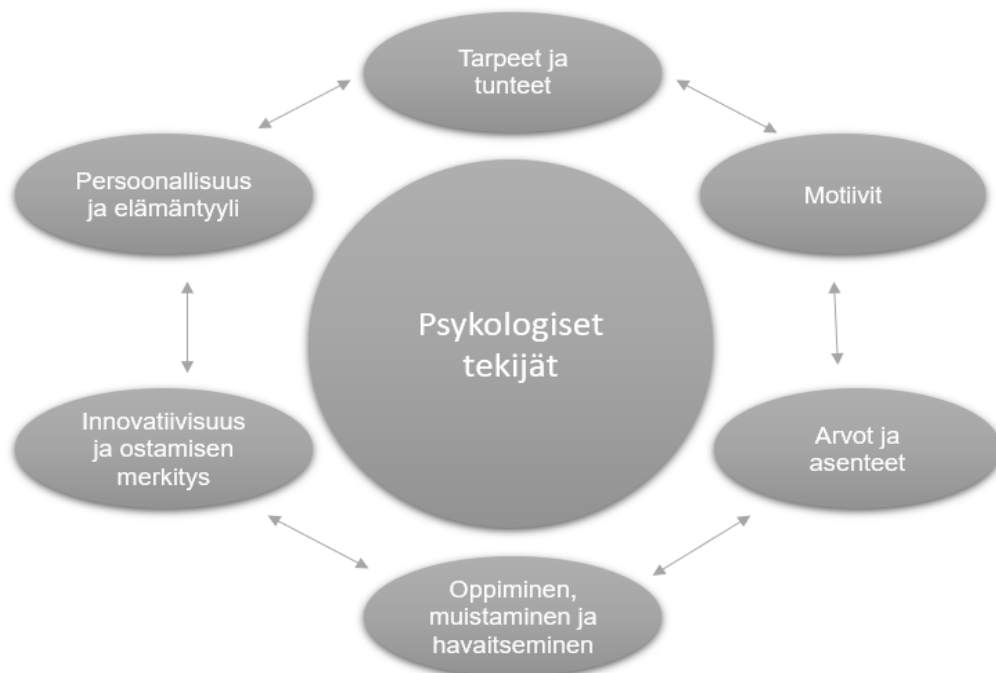 Tarpeet ja
tunteet
Persoonallisuus
ja elämäntyyli
Motiivit
Psykologiset
tekijät
Innovatiivisuus
ja ostamisen
merkitys
Arvot ja
asenteet
Oppiminen,
muistaminen ja
havaitseminen